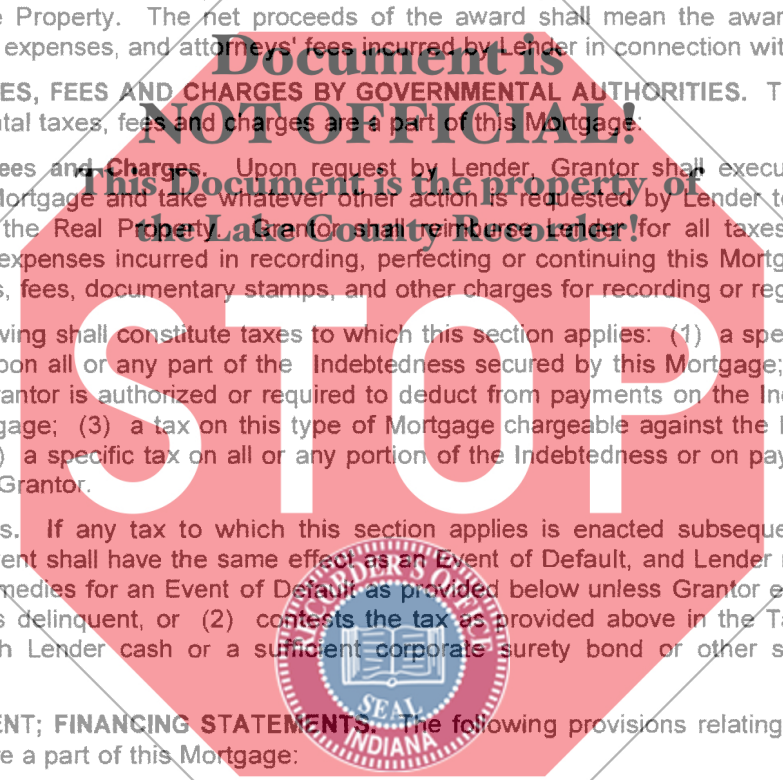 e Property. The net proceeds of the award shall mean the awar
expenses, and attorneys' fees incurred by Lender in connection wit
Document is
ES, FEES AND CHARGES BY GOVERNMENTAL AUTHORITIES. T
NOT OFFICIAL!
tal taxes, fees and charges are a part of this Mortgage:
ees and Charges. Upon request by Lender, Grantor shall execu
This Document is the property of
Mortgage and take whatever other action is requested by Lender t
the Real Property. Grantor shall reimburse Lender for all taxes
the Lake County Recorder!
expenses incurred in recording, perfecting or continuing this Mortg
s, fees, documentary stamps, and other charges for recording or reg
wing shall constitute taxes to which this section applies: (1) a spe
pon all or any part of the Indebtedness secured by this Mortgage;
rantor is authorized or required to deduct from payments on the In
gage; (3) a tax on this type of Mortgage chargeable against the
) a specific tax on all or any portion of the Indebtedness or on pay
Grantor.
STOP
s. If any tax to which this section applies is enacted subseque
ent shall have the same effect as an Event of Default, and Lender
medies for an Event of Default as provided below unless Grantor e
s delinquent, or (2) contests the tax as provided above in the Ta
h Lender cash or a sufficient corporate surety bond or other s
RECORDER'S OFFICE
SEAL
INDIANA
ENT; FINANCING STATEMENTS. The following provisions relating
re a part of this Mortgage: